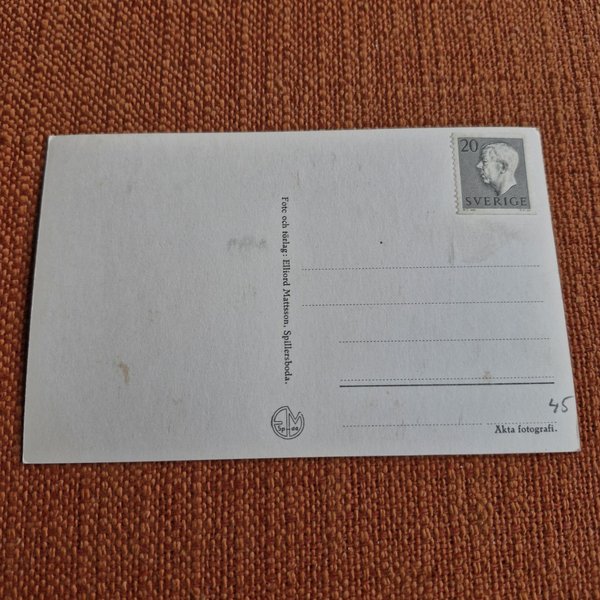 20
SVERIGE
Foto och förlag: Ellford Mattsson, Spillersboda.
45
Äkta fotografi.